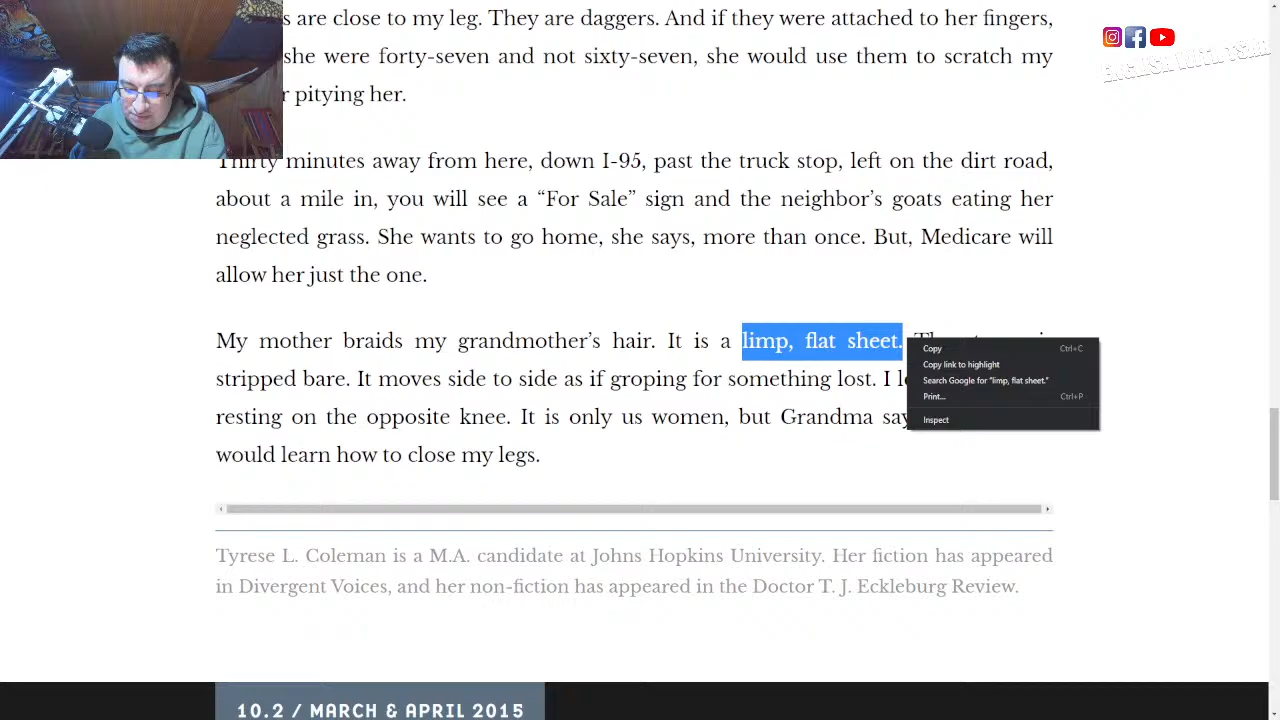 s are close to my leg. They are daggers. And if they were attached to her fingers,
she were forty-seven and not sixty-seven, she would use them to scratch my
r pitying her.
ENGLISH WITH
Thirty minutes away from here, down I-95, past the truck stop, left on the dirt road,
about a mile in, you will see a “For Sale” sign and the neighbor’s goats eating her
neglected grass. She wants to go home, she says, more than once. But, Medicare will
allow her just the one.
My mother braids my grandmother’s hair. It is a limp, flat sheet.
stripped bare. It moves side to side as if groping for something lost. I
resting on the opposite knee. It is only us women, but Grandma say
would learn how to close my legs.
Copy Ctrl+C
Copy link to highlight
Search Google for “limp, flat sheet.”
Print... Ctrl+P
Inspect
Tyrese L. Coleman is a M.A. candidate at Johns Hopkins University. Her fiction has appeared
in Divergent Voices, and her non-fiction has appeared in the Doctor T. J. Eckleburg Review.
10.2 / MARCH & APRIL 2015